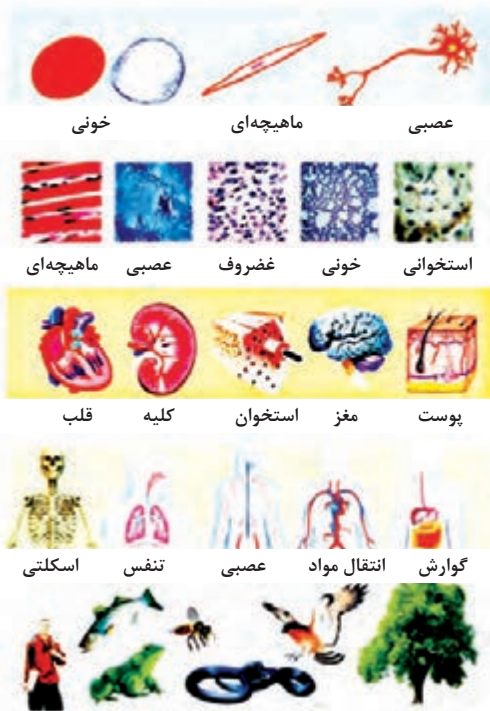 عصبی ماهیچه‌ای خونی
استخوانی خونی غضروف عصبی ماهیچه‌ای
پوست مغز استخوان کلیه قلب
گوارش انتقال مواد عصبی تنفس اسکلتی